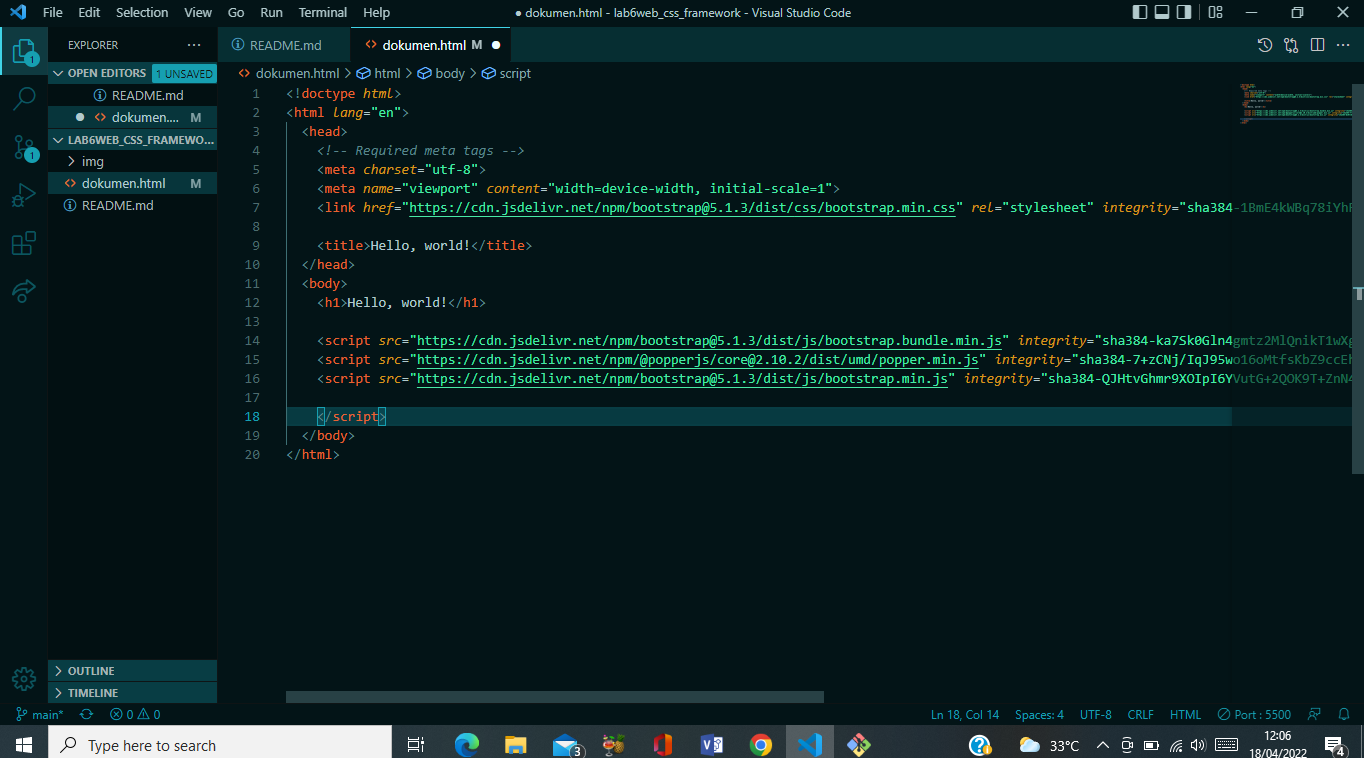 File Edit Selection View Go Run Terminal Help
● dokumen.html - lab6web_css_framework - Visual Studio Code
EXPLORER
OPEN EDITORS 1 UNSAVED
README.md
dokumen.... M
LAB6WEB_CSS_FRAMEWO...
img
dokumen.html M
README.md
OUTLINE
TIMELINE
README.md
dokumen.html M
dokumen.html > html > body > script
1 <!doctype html>
2 <html lang="en">
3 <head>
4 <!-- Required meta tags -->
5 <meta charset="utf-8">
6 <meta name="viewport" content="width=device-width, initial-scale=1">
7 <link href="https://cdn.jsdelivr.net/npm/bootstrap@5.1.3/dist/css/bootstrap.min.css" rel="stylesheet" integrity="sha384-1BmE4kWBq78iYhF
8
9 <title>Hello, world!</title>
10 </head>
11 <body>
12 <h1>Hello, world!</h1>
13
14 <script src="https://cdn.jsdelivr.net/npm/bootstrap@5.1.3/dist/js/bootstrap.bundle.min.js" integrity="sha384-ka7Sk0Gln4gmtz2MlQnikT1wXg
15 <script src="https://cdn.jsdelivr.net/npm/@popperjs/core@2.10.2/dist/umd/popper.min.js" integrity="sha384-7+zCNj/IqJ95wo16oMtfsKbZ9ccEh
16 <script src="https://cdn.jsdelivr.net/npm/bootstrap@5.1.3/dist/js/bootstrap.min.js" integrity="sha384-QJHtvGhmr9XOIpI6YVutG+2QOK9T+ZnN4
17
18 </script>
19 </body>
20 </html>
main* 0 0
Ln 18, Col 14 Spaces: 4 UTF-8 CRLF HTML Port : 5500
Type here to search
33°C
12:06
18/04/2022